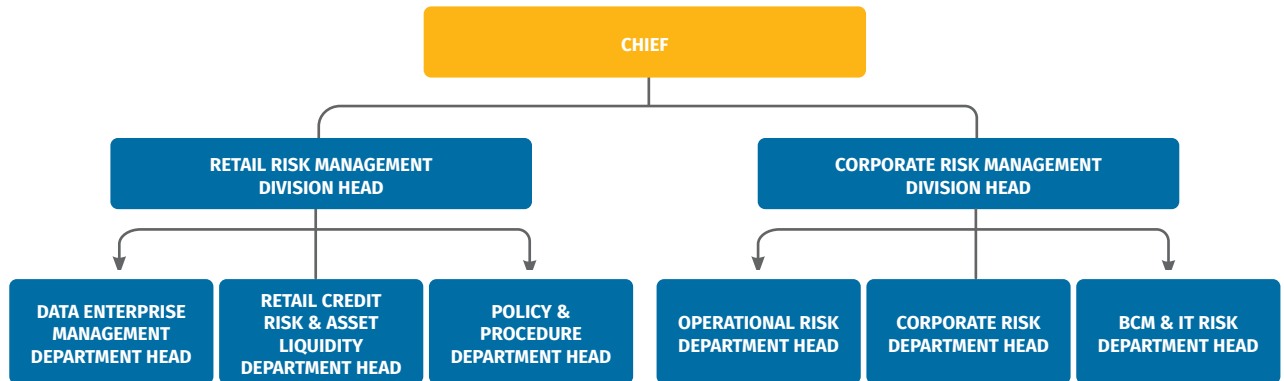 CHIEF
RETAIL RISK MANAGEMENT
DIVISION HEAD
CORPORATE RISK MANAGEMENT
DIVISION HEAD
DATA ENTERPRISE
MANAGEMENT
DEPARTMENT HEAD
RETAIL CREDIT
RISK & ASSET
LIQUIDITY
DEPARTMENT HEAD
POLICY &
PROCEDURE
DEPARTMENT HEAD
OPERATIONAL RISK
DEPARTMENT HEAD
CORPORATE RISK
DEPARTMENT HEAD
BCM & IT RISK
DEPARTMENT HEAD